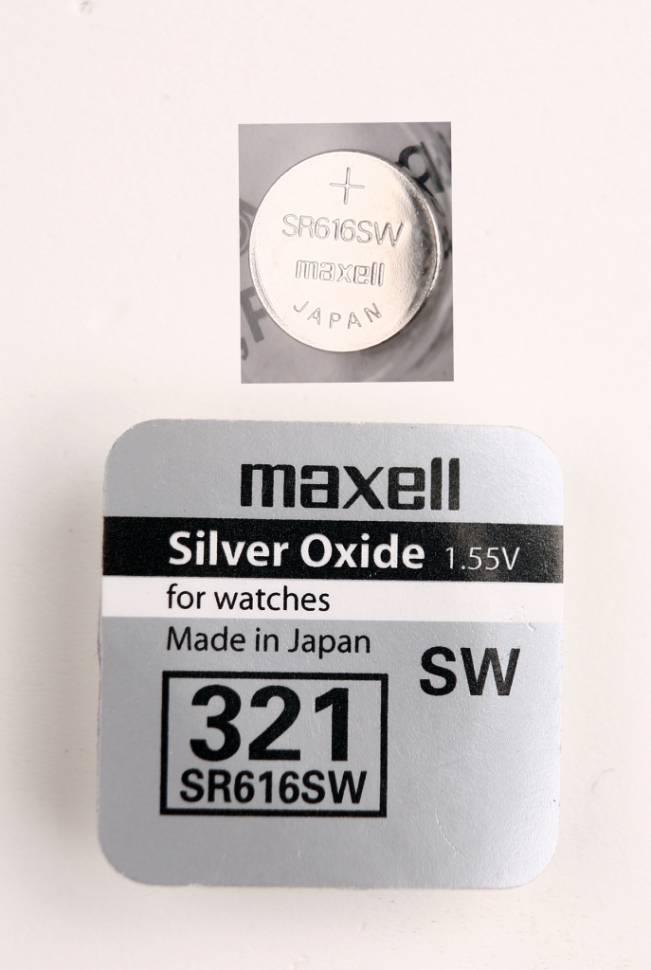 +
SR616SW
maxell
JAPAN
maxell
Silver Oxide 1.55V
for watches
Made in Japan
SW
321
SR616SW